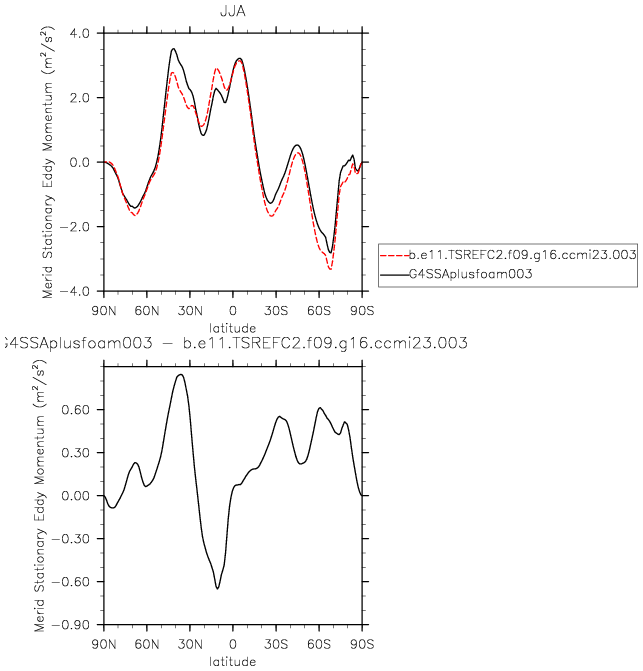 JJA
Merid Stationary Eddy Momentum (m²/s²)
4.0
2.0
0.0
−2.0
−4.0
90N 60N 30N 0 30S 60S 90S
latitude
b.e11.TSREFC2.f09.g16.ccmi23.003
G4SSAplusfoam003
G4SSAplusfoam003 − b.e11.TSREFC2.f09.g16.ccmi23.003
Merid Stationary Eddy Momentum (m²/s²)
0.60
0.30
0.00
−0.30
−0.60
−0.90
90N 60N 30N 0 30S 60S 90S
latitude